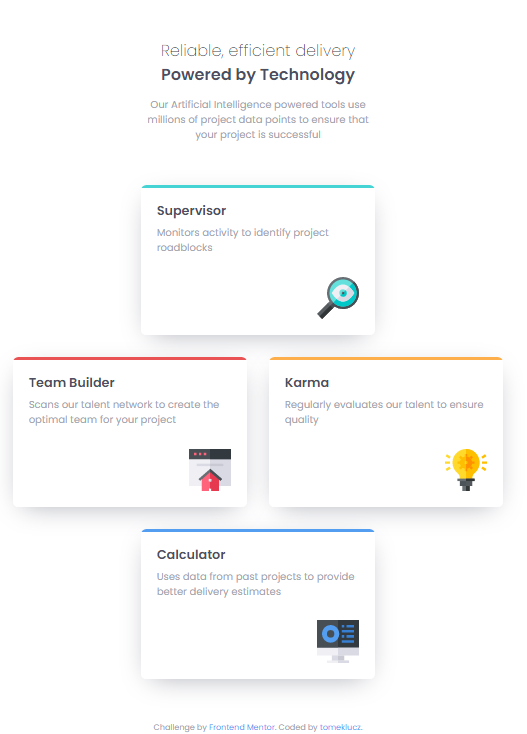 Reliable, efficient delivery
Powered by Technology
Our Artificial Intelligence powered tools use
millions of project data points to ensure that
your project is successful
Supervisor
Monitors activity to identify project
roadblocks
Team Builder
Scans our talent network to create the
optimal team for your project
Karma
Regularly evaluates our talent to ensure
quality
Calculator
Uses data from past projects to provide
better delivery estimates
Challenge by Frontend Mentor. Coded by tomeklucz.